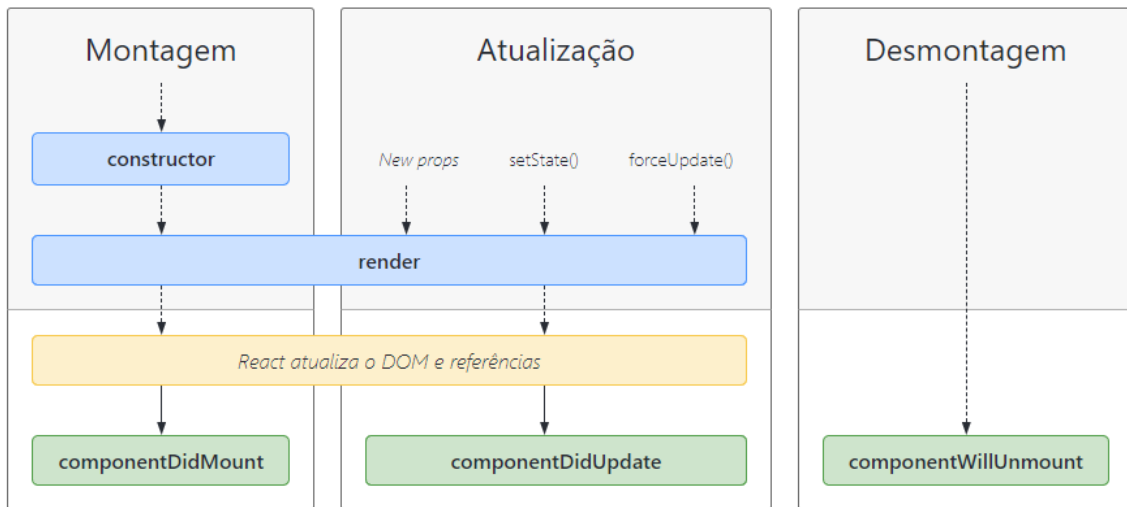 Montagem
Atualização
Desmontagem
constructor
New props
setState()
forceUpdate()
render
React atualiza o DOM e referências
componentDidMount
componentDidUpdate
componentWillUnmount